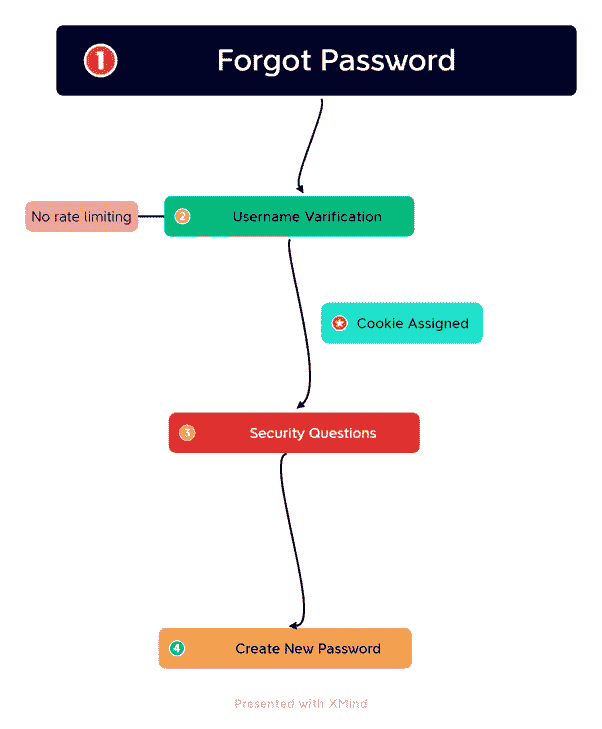 1 Forgot Password
No rate limiting
2 Username Varification
Cookie Assigned
3 Security Questions
4 Create New Password
Presented with XMind